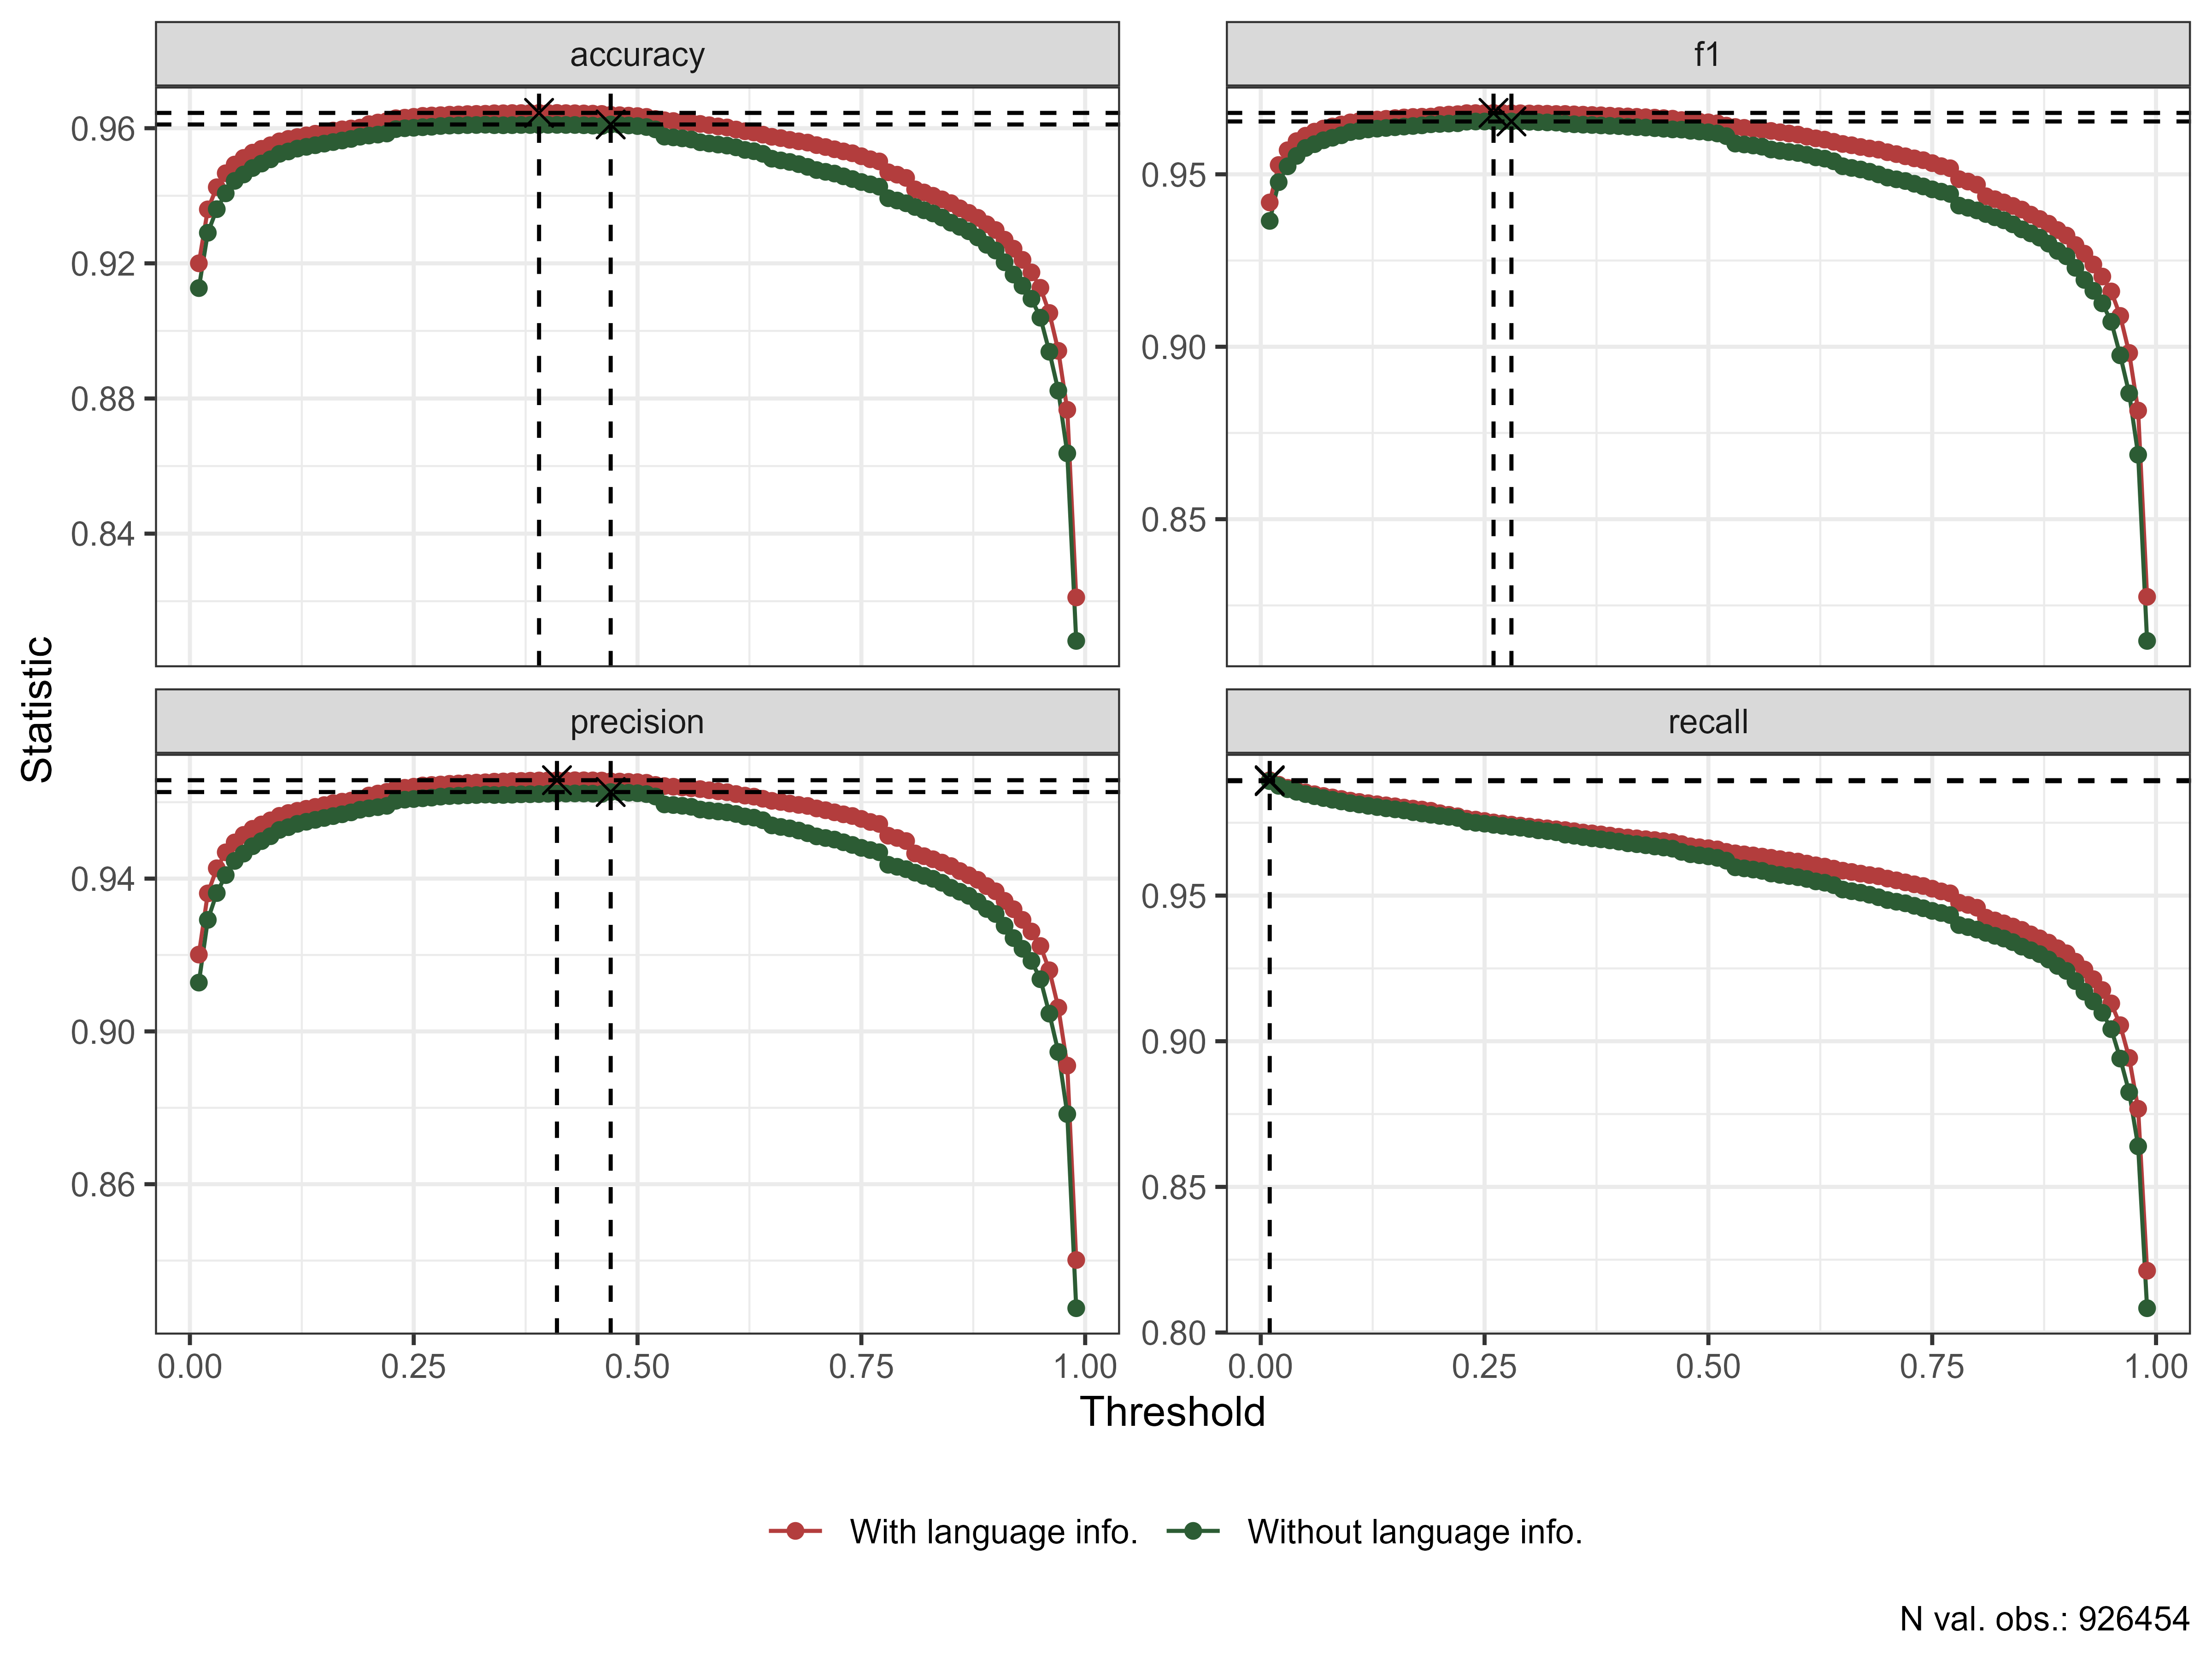 accuracy
f1
0.96
0.92
0.88
0.84
0.95
0.90
0.85
Statistic
precision
recall
0.94
0.90
0.86
0.95
0.90
0.85
0.80
0.00 0.25 0.50 0.75 1.00
0.00 0.25 0.50 0.75 1.00
Threshold
With language info. Without language info.
N val. obs.: 926454